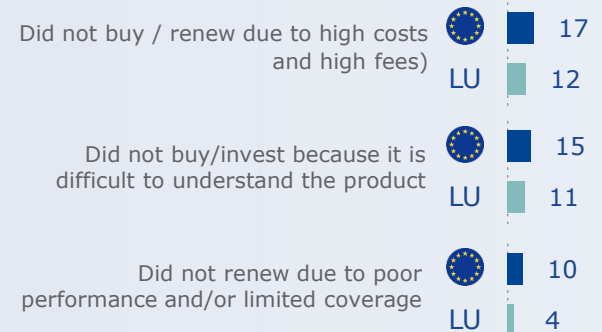 Did not buy / renew due to high costs
and high fees)
17
LU 12
Did not buy/invest because it is
difficult to understand the product
15
LU 11
Did not renew due to poor
performance and/or limited coverage
10
LU 4